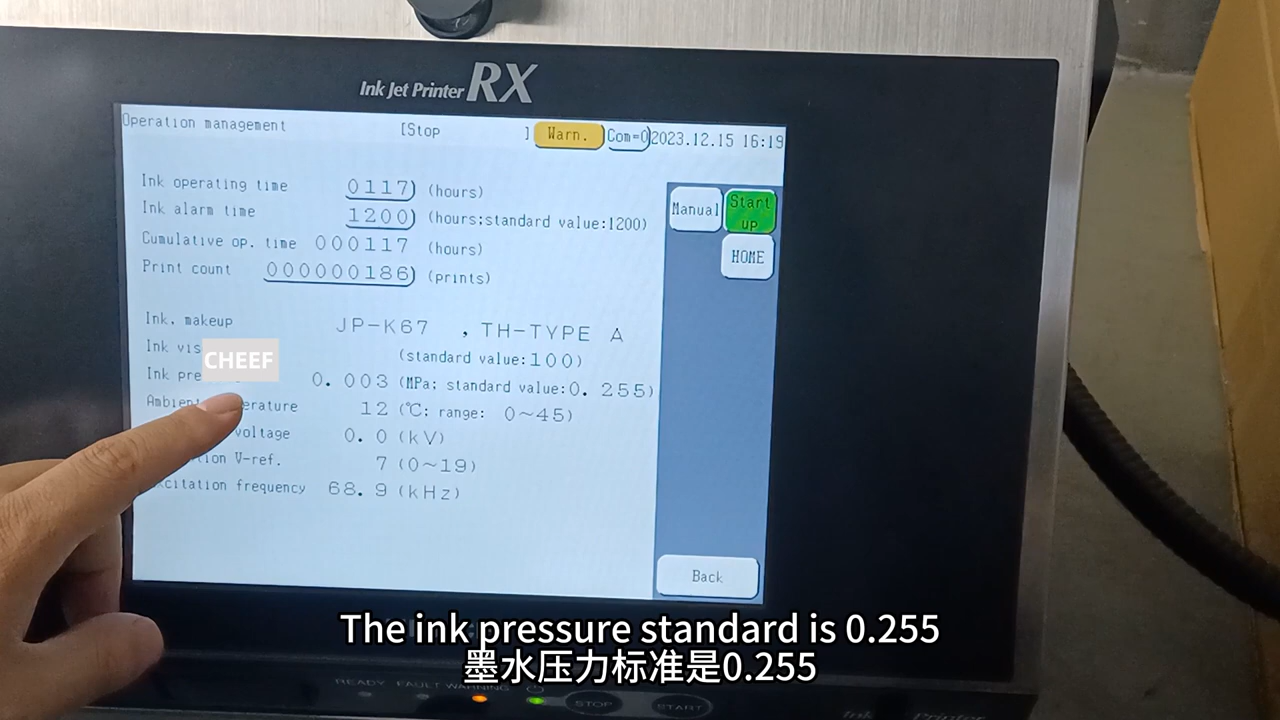 Ink Jet Printer RX
Operation management [Stop ] Warn. Com=0 2023.12.15 16:19
Ink operating time 0117 (hours)
Manual Start up
Ink alarm time 1200 (hours:standard value:1200)
Cumulative op. time 000117 (hours)
HOME
Print count 000000186 (prints)
Ink. makeup JP-K67 , TH-TYPE A
Ink vis (standard value:100)
CHEEF
Ink pre 0.003 (MPa: standard value:0.255)
Ambient erature 12 (℃: range: 0~45)
voltage 0.0 (kV)
tion V-ref. 7 (0~19)
citation frequency 68.9 (kHz)
Back
The ink pressure standard is 0.255
墨水压力标准是0.255
READY FAULT WARNING
STOP START
Ink Printer